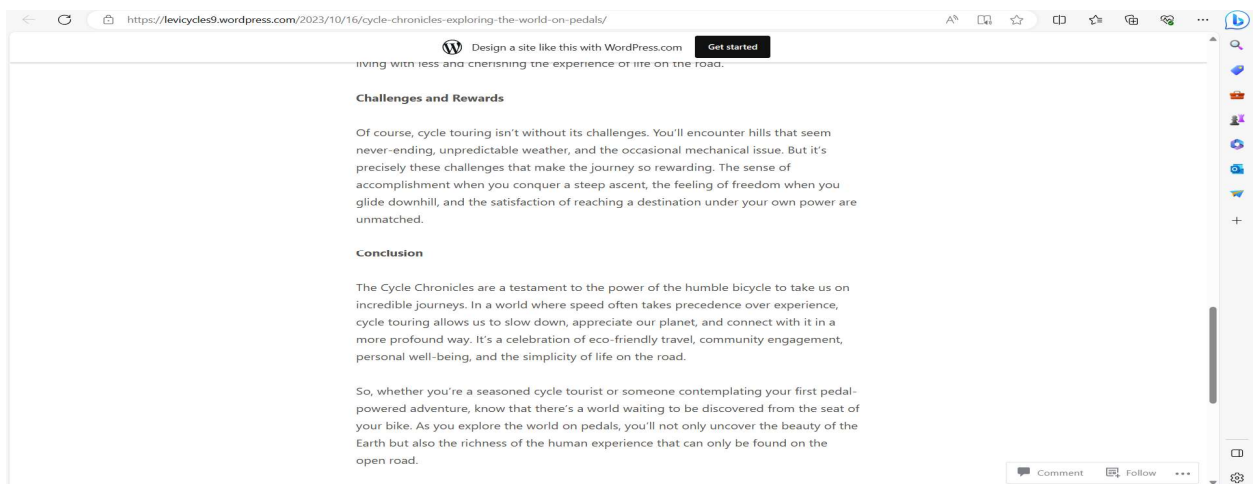 https://levicycles9.wordpress.com/2023/10/16/cycle-chronicles-exploring-the-world-on-pedals/
Design a site like this with WordPress.com
Get started
living with less and cherishing the experience of life on the road.
Challenges and Rewards
Of course, cycle touring isn't without its challenges. You'll encounter hills that seem
never-ending, unpredictable weather, and the occasional mechanical issue. But it's
precisely these challenges that make the journey so rewarding. The sense of
accomplishment when you conquer a steep ascent, the feeling of freedom when you
glide downhill, and the satisfaction of reaching a destination under your own power are
unmatched.
Conclusion
The Cycle Chronicles are a testament to the power of the humble bicycle to take us on
incredible journeys. In a world where speed often takes precedence over experience,
cycle touring allows us to slow down, appreciate our planet, and connect with it in a
more profound way. It's a celebration of eco-friendly travel, community engagement,
personal well-being, and the simplicity of life on the road.
So, whether you're a seasoned cycle tourist or someone contemplating your first pedal-
powered adventure, know that there's a world waiting to be discovered from the seat of
your bike. As you explore the world on pedals, you'll not only uncover the beauty of the
Earth but also the richness of the human experience that can only be found on the
open road.
Comment
Follow